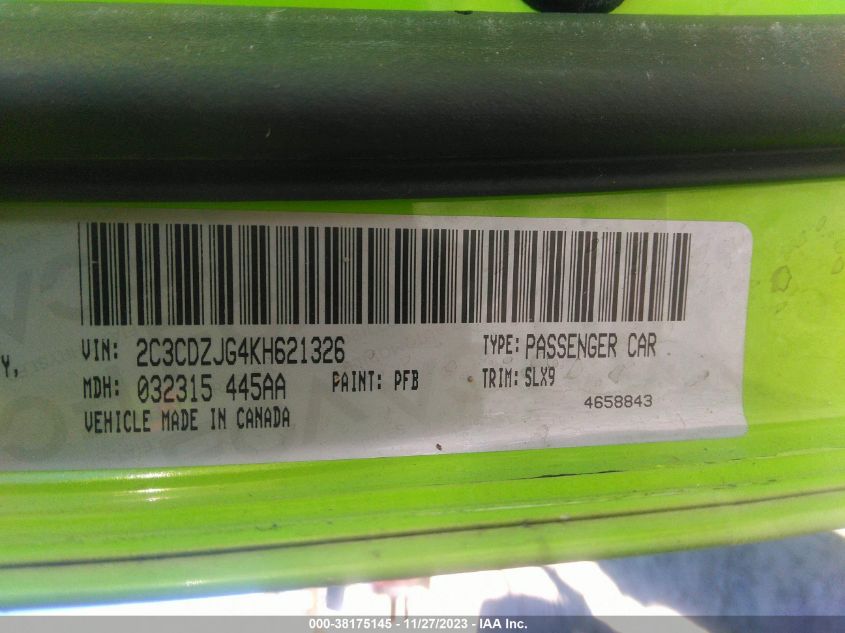 VIN: 2C3CDZJG4KH621326 TYPE: PASSENGER CAR
Y,
MDH: 032315 445AA PAINT: PFB TRIM: SLX9
4658843
VEHICLE MADE IN CANADA
000-38175145 - 11/27/2023 - IAA Inc.